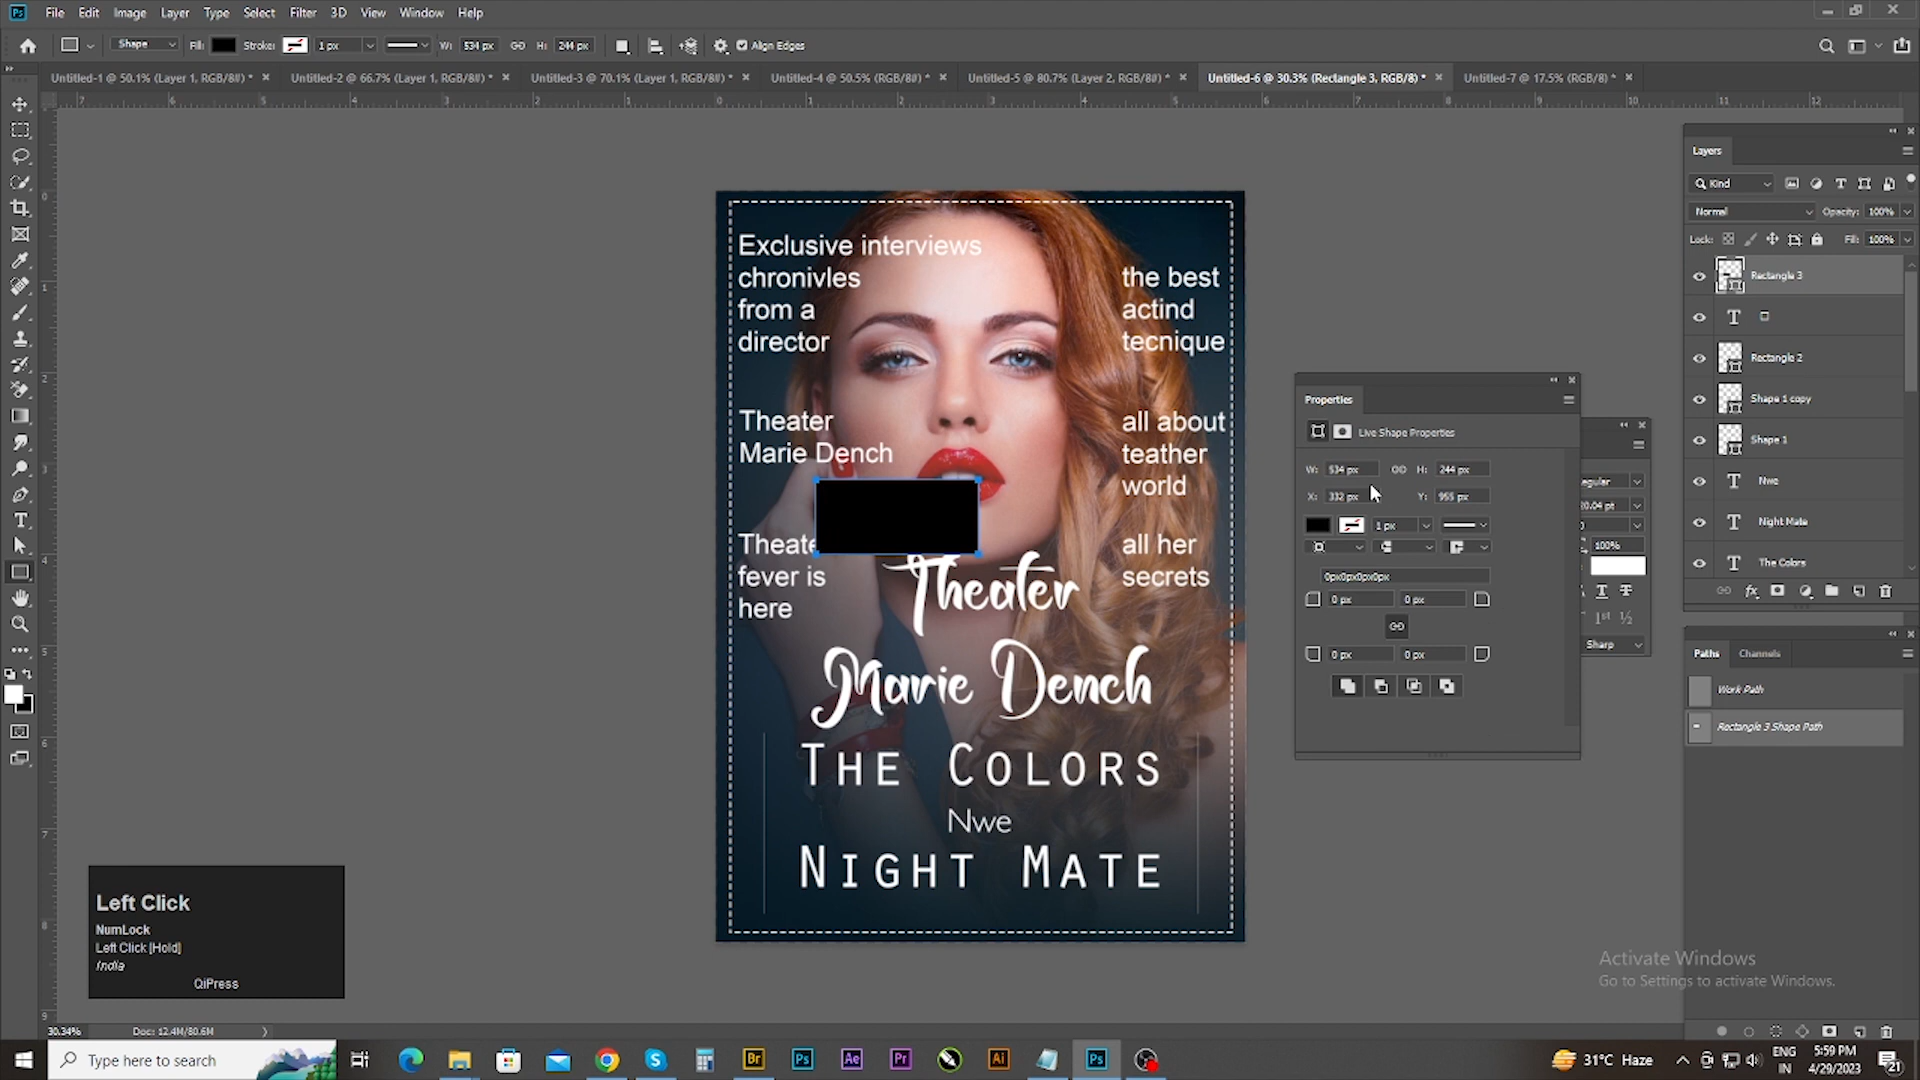 File Edit Image Layer Type Select Filter 3D View Window Help
Shape Fill: Stroke: 1 px W: 534 px H: 244 px Align Edges
Untitled-1 @ 50.1% (Layer 1, RGB/8#) * × Untitled-2 @ 66.7% (Layer 1, RGB/8#) * × Untitled-3 @ 70.1% (Layer 1, RGB/8#) * × Untitled-4 @ 50.5% (RGB/8#) * × Untitled-5 @ 80.7% (Layer 2, RGB/8#) * × Untitled-6 @ 30.3% (Rectangle 3, RGB/8) * × Untitled-7 @ 17.5% (RGB/8) * ×
Exclusive interviews
chronivles
from a
director
the best
actind
tecnique
Theater
Marie Dench
all about
teather
world
fever is
here
all her
secrets
Theater
Marie Dench
The Colors
Nwe
Night Mate
Properties
Live Shape Properties
W: 534 px H: 244 px
X: 332 px Y: 955 px
1 px
0px0px0px0px
0 px 0 px
0 px 0 px
egular
20.04 pt
100%
1st ½
Sharp
Layers
Kind
Normal Opacity: 100%
Lock: Fill: 100%
Rectangle 3
Rectangle 2
Shape 1 copy
Shape 1
Nwe
Night Mate
The Colors
Paths Channels
Work Path
Rectangle 3 Shape Path
Left Click
NumLock
Left Click [Hold]
India
QiPress
Activate Windows
Go to Settings to activate Windows.
30.34% Doc: 12.4M/80.6M
Type here to search
31°C Haze
ENG
IN
5:59 PM
4/29/2023
21